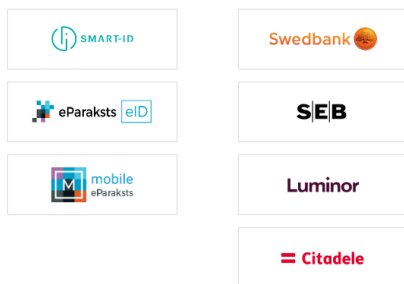 SMART-ID
eParaksts eID
mobile
eParaksts
Swedbank
SEB
Luminor
Citadele